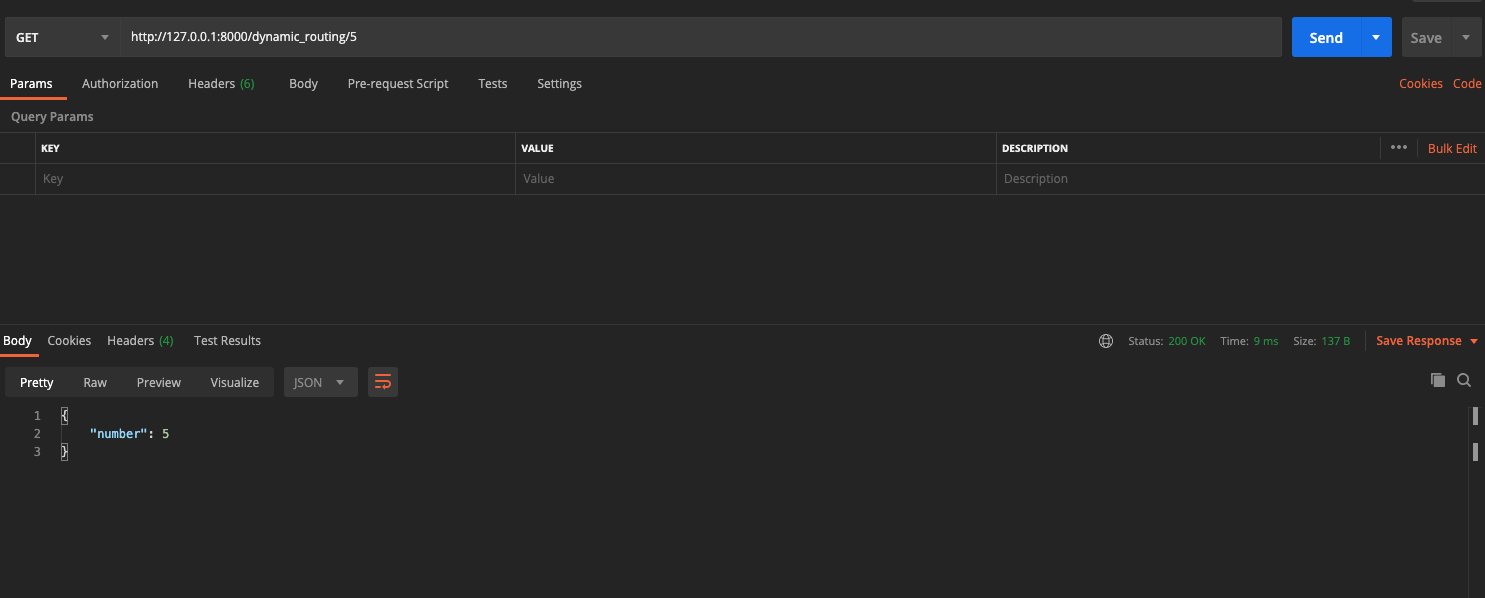 GET http://127.0.0.1:8000/dynamic_routing/5 Send Save
Params Authorization Headers (6) Body Pre-request Script Tests Settings Cookies Code
Query Params
KEY VALUE DESCRIPTION ••• Bulk Edit
Key Value Description
Body Cookies Headers (4) Test Results Status: 200 OK Time: 9 ms Size: 137 B Save Response
Pretty Raw Preview Visualize JSON
1 {
2 "number": 5
3 }